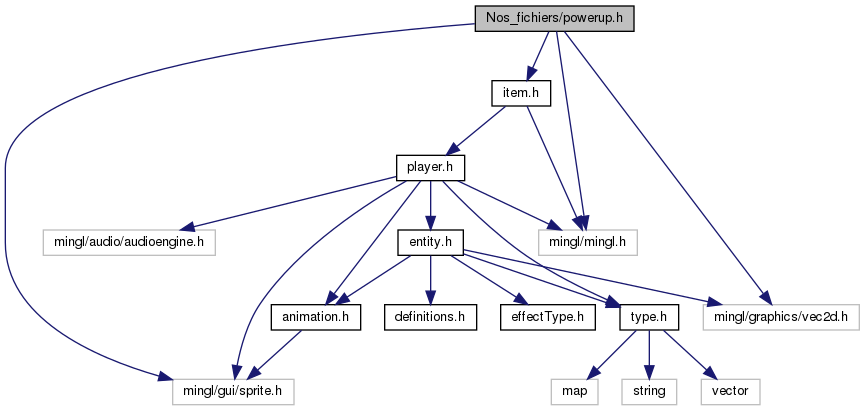 Nos_fichiers/powerup.h
item.h
player.h
mingl/audio/audioengine.h
entity.h
mingl/mingl.h
animation.h
definitions.h
effectType.h
type.h
mingl/graphics/vec2d.h
mingl/gui/sprite.h
map
string
vector